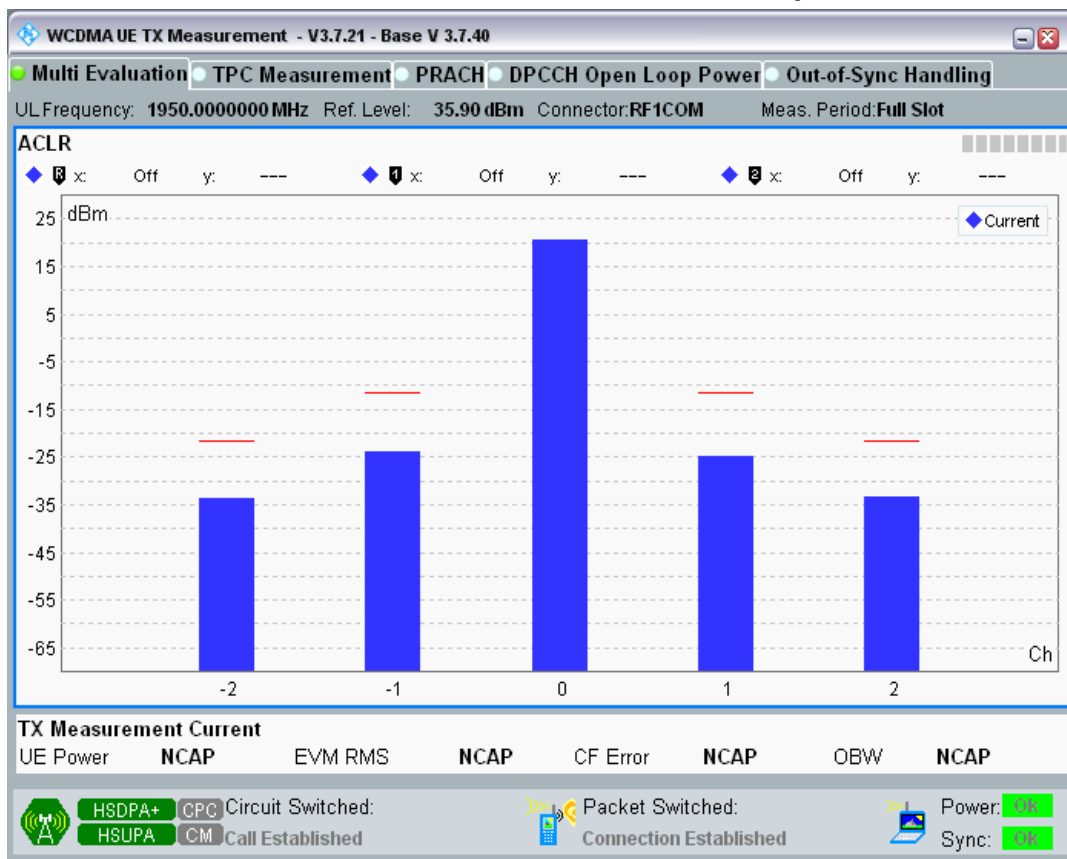 WCDMA UE TX Measurement - V3.7.21 - Base V 3.7.40
Multi Evaluation TPC Measurement PRACH DPCCH Open Loop Power Out-of-Sync Handling
UL Frequency: 1950.0000000 MHz Ref. Level: 35.90 dBm Connector:RF1COM Meas. Period:Full Slot
ACLR
R x: Off y: --- 1 x: Off y: --- 2 x: Off y: ---
dBm
Current
25
15
5
-5
-15
-25
-35
-45
-55
-65
Ch
-2 -1 0 1 2
TX Measurement Current
UE Power NCAP EVM RMS NCAP CF Error NCAP OBW NCAP
HSDPA+ CPC Circuit Switched: Packet Switched: Power: Ok
HSUPA CM Call Established Connection Established Sync: Ok